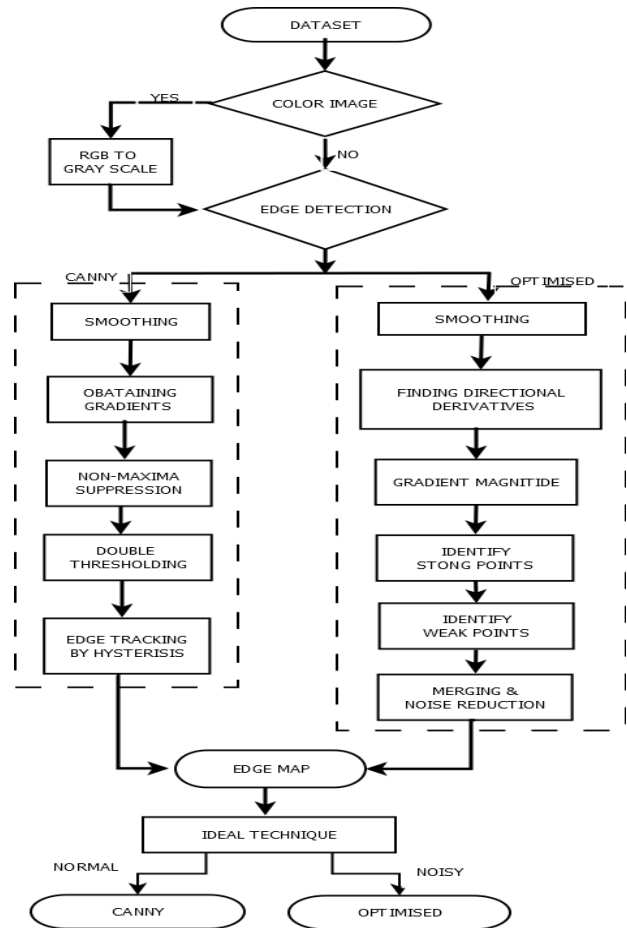 DATASET
COLOR IMAGE
YES
RGB TO
GRAY SCALE
NO
EDGE DETECTION
CANNY
SMOOTHING
OBATAINING
GRADIENTS
NON-MAXIMA
SUPPRESSION
DOUBLE
THRESHOLDING
EDGE TRACKING
BY HYSTERISIS
OPTIMISED
SMOOTHING
FINDING DIRECTIONAL
DERIVATIVES
GRADIENT MAGNITIDE
IDENTIFY
STONG POINTS
IDENTIFY
WEAK POINTS
MERGING &
NOISE REDUCTION
EDGE MAP
IDEAL TECHNIQUE
NORMAL
NOISY
CANNY
OPTIMISED